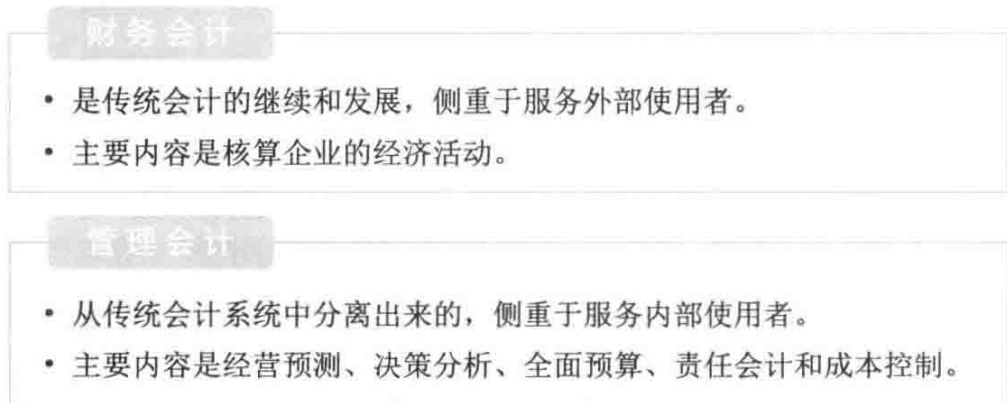 财务会计
• 是传统会计的继续和发展，侧重于服务外部使用者。
• 主要内容是核算企业的经济活动。
管理会计
• 从传统会计系统中分离出来的，侧重于服务内部使用者。
• 主要内容是经营预测、决策分析、全面预算、责任会计和成本控制。